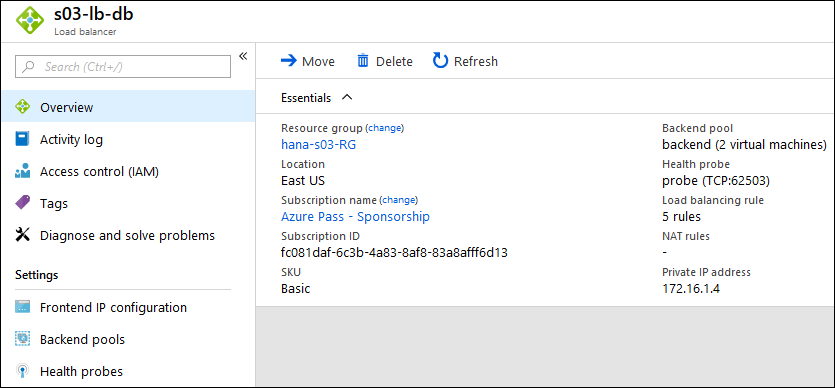 s03-lb-db
Load balancer
«
Search (Ctrl+/)
Overview
Activity log
Access control (IAM)
Tags
Diagnose and solve problems
Settings
Frontend IP configuration
Backend pools
Health probes
Move Delete Refresh
Essentials
Resource group (change)
hana-s03-RG
Location
East US
Subscription name (change)
Azure Pass - Sponsorship
Subscription ID
fc081daf-6c3b-4a83-8af8-83a8afff6d13
SKU
Basic
Backend pool
backend (2 virtual machines)
Health probe
probe (TCP:62503)
Load balancing rule
5 rules
NAT rules
-
Private IP address
172.16.1.4